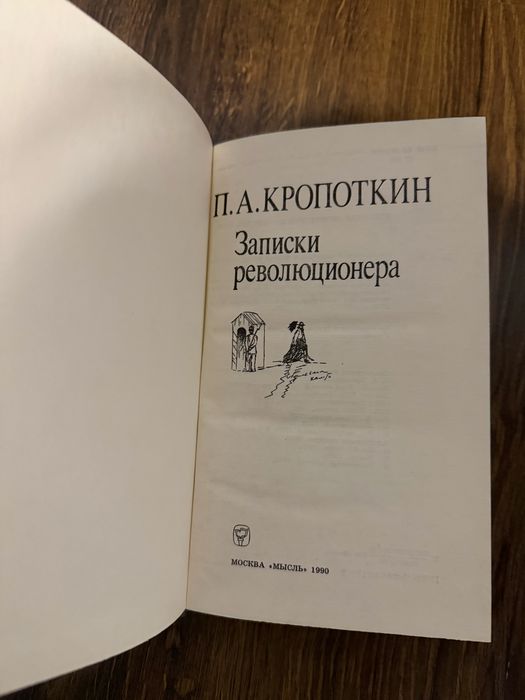 П.А.КРОПОТКИН
Записки
революционера
МОСКВА «МЫСЛЬ» 1990